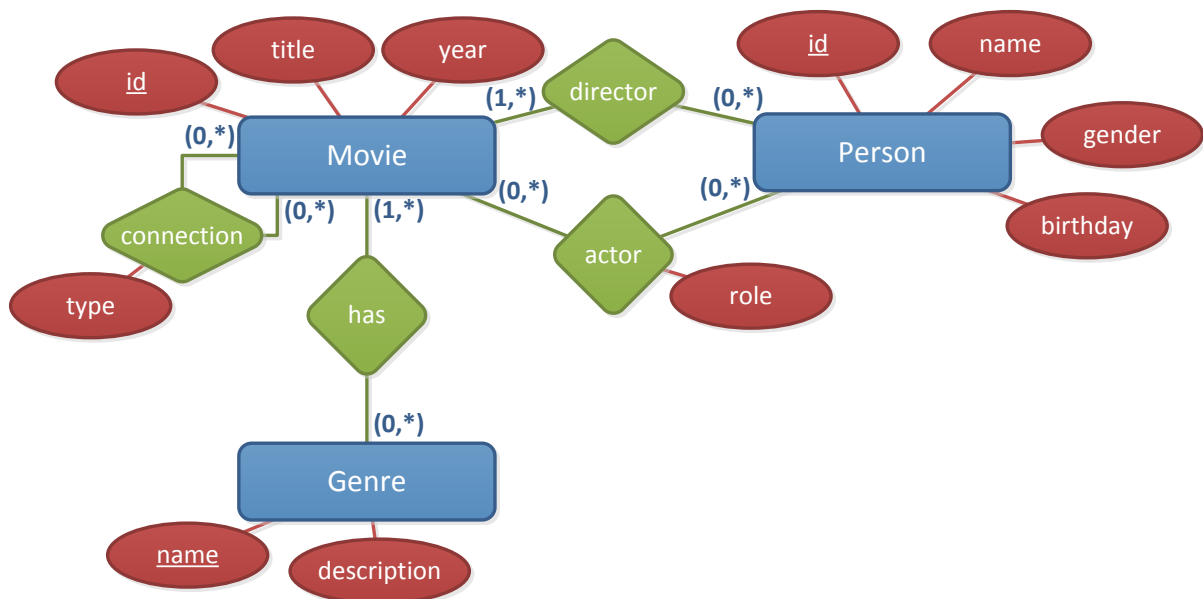 title
year
id
name
id
director
(1,*)
(0,*)
gender
(0,*)
Movie
Person
(0,*)
(0,*)
(0,*)
(1,*)
birthday
connection
actor
role
type
has
(0,*)
Genre
name
description